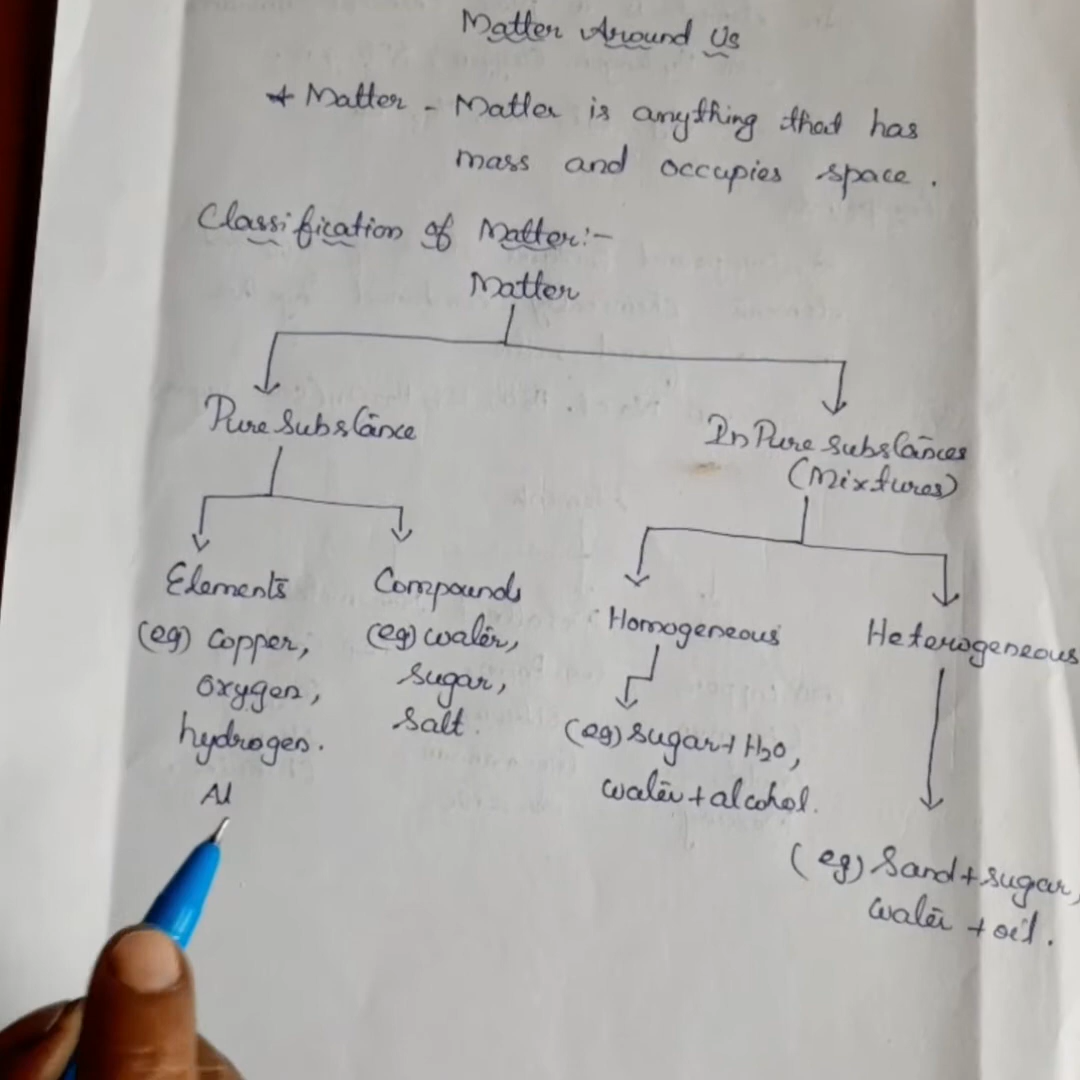 Matter Around Us
* Matter - Matter is anything that has
mass and occupies space.
Classification of Matter:-
Matter
Pure substance
InPure substances
(Mixtures)
Elements
(eg) copper,
oxygen,
hydrogen.
Al
Compounds
(eg) water,
sugar,
salt.
Homogeneous
(eg) sugar + H₂O,
water + alcohol.
Heterogeneous
(eg) Sand + sugar,
water + oil.